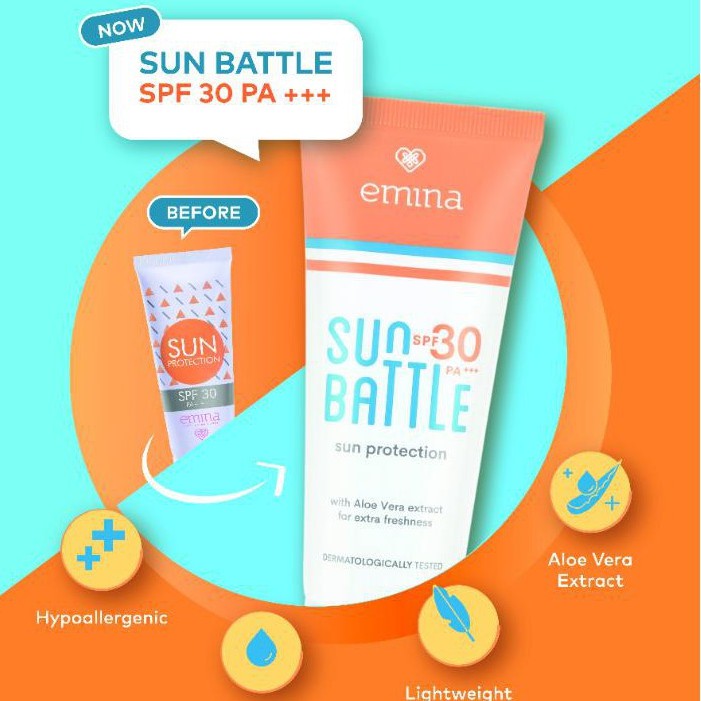 NOW
SUN BATTLE
SPF 30 PA +++
BEFORE
SUN
PROTECTION
SPF 30
emina
emina
SUN SPF 30
PA +++
BATTLE
sun protection
with Aloe Vera extract
for extra freshness
DERMATOLOGICALLY TESTED
Aloe Vera
Extract
Hypoallergenic
Lightweight